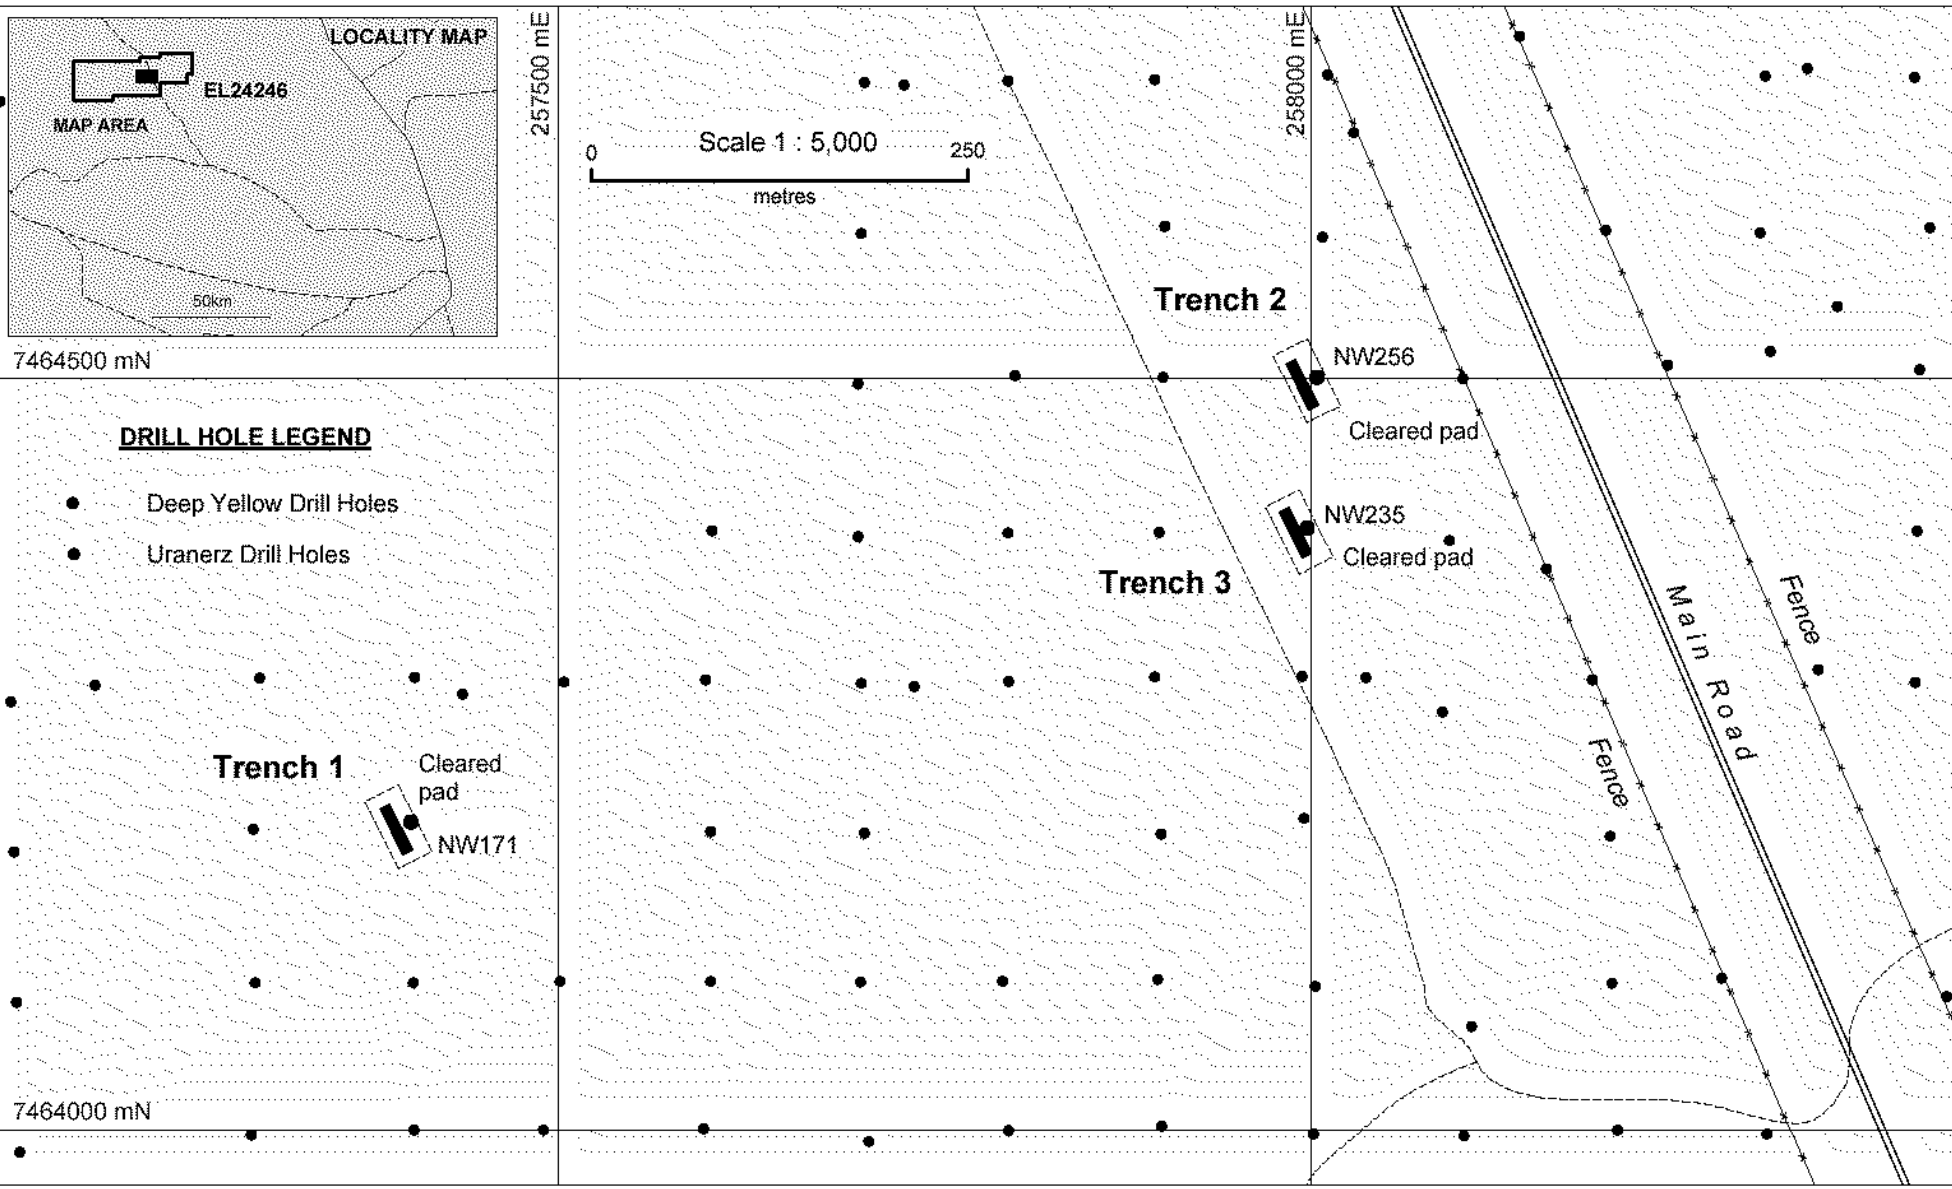 LOCALITY MAP
EL24246
MAP AREA
50km
257500 mE
258000 mE
Scale 1 : 5,000
0
250
metres
Trench 2
7464500 mN
NW256
Cleared pad
DRILL HOLE LEGEND
Deep Yellow Drill Holes
Uranerz Drill Holes
NW235
Cleared pad
Trench 3
Main Road
Fence
Fence
Trench 1
Cleared
pad
NW171
7464000 mN